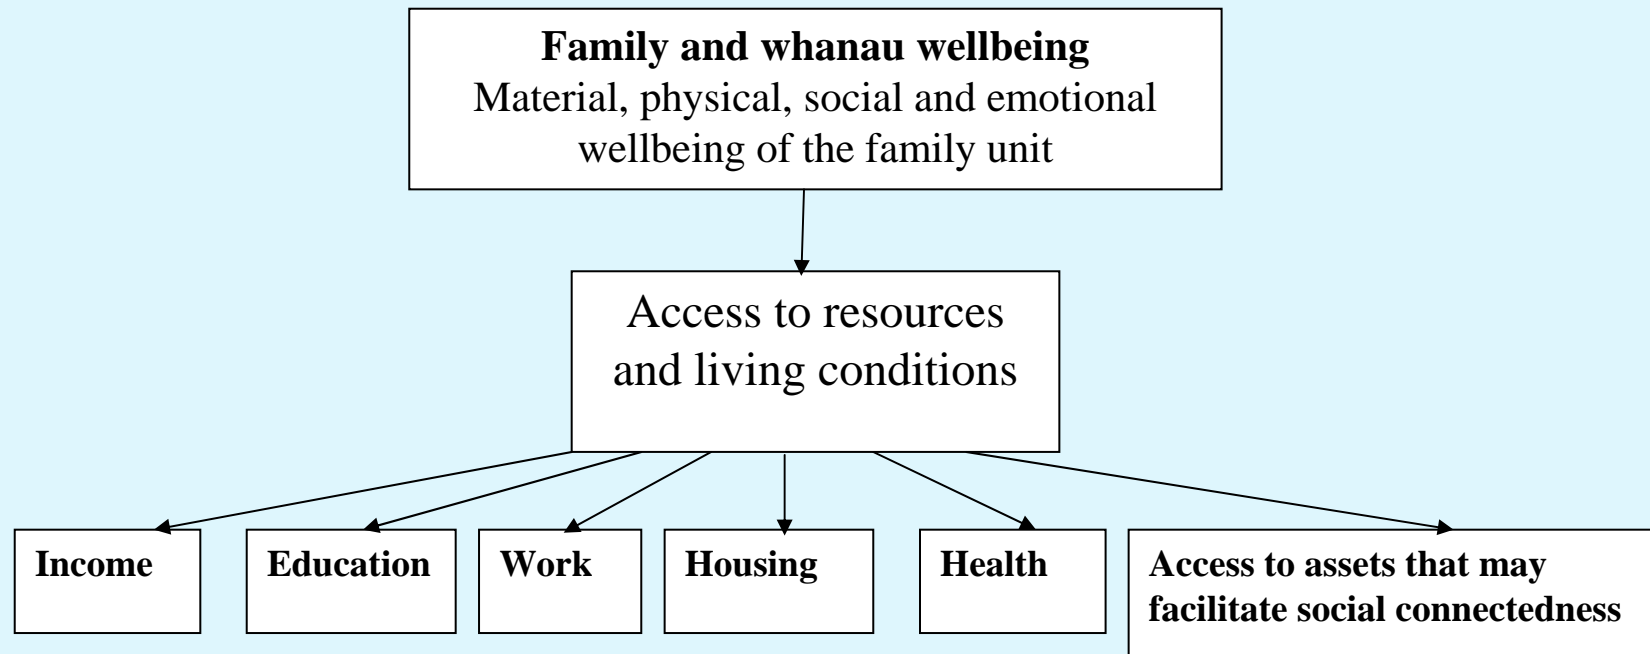 Family and whanau wellbeing
Material, physical, social and emotional
wellbeing of the family unit
Access to resources
and living conditions
Income
Education
Work
Housing
Health
Access to assets that may
facilitate social connectedness